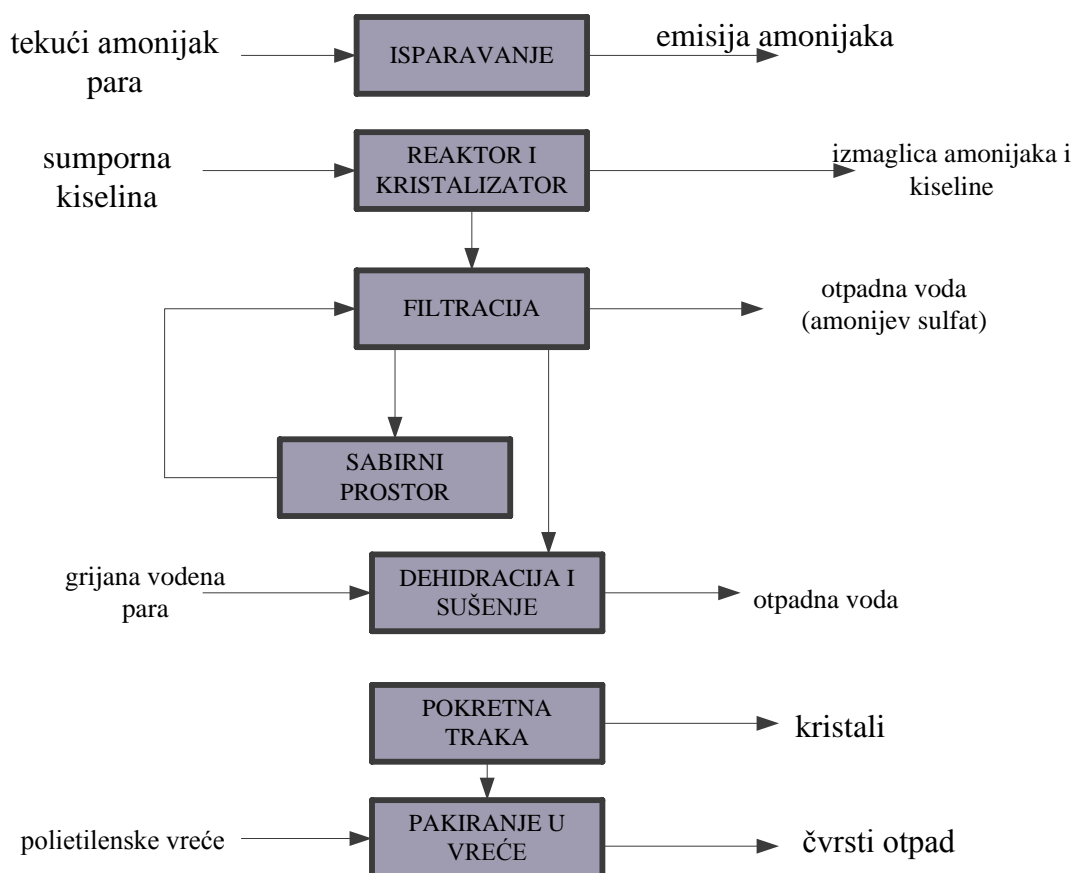 tekući amonijak
para
ISPARAVANJE
emisija amonijaka
sumporna
kiselina
REAKTOR I
KRISTALIZATOR
izmaglica amonijaka i
kiseline
FILTRACIJA
otpadna voda
(amonijev sulfat)
SABIRNI
PROSTOR
grijana vodena
para
DEHIDRACIJA I
SUŠENJE
otpadna voda
POKRETNA
TRAKA
kristali
polietilenske vreće
PAKIRANJE U
VREĆE
čvrsti otpad